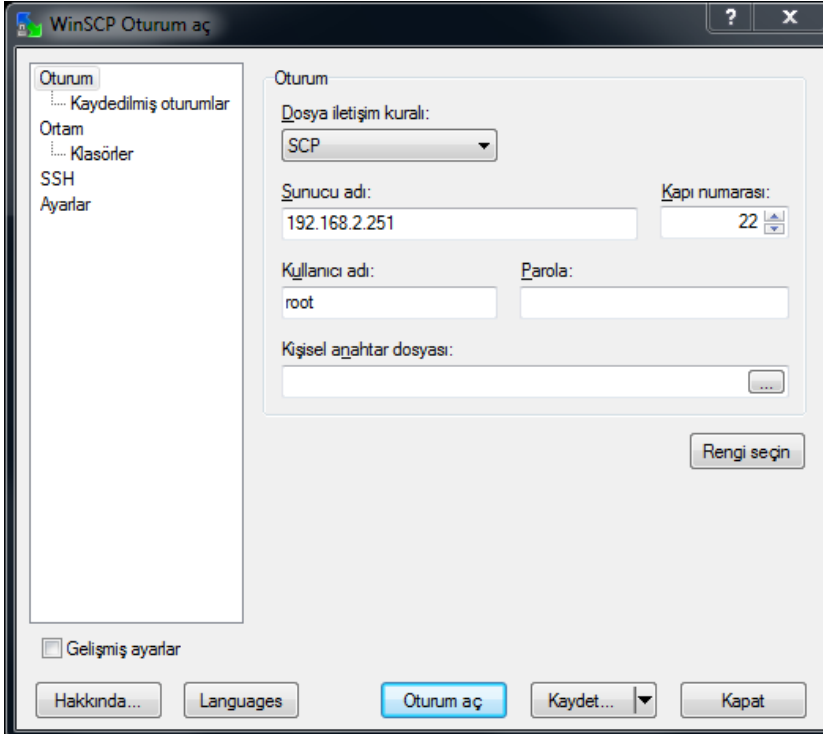 WinSCP Oturum aç
? x
Oturum
Kaydedilmiş oturumlar
Ortam
Klasörler
SSH
Ayarlar
Oturum
Dosya iletişim kuralı:
SCP
Sunucu adı: Kapı numarası:
192.168.2.251 22
Kullanıcı adı: Parola:
root
Kişisel anahtar dosyası:
...
Rengi seçin
Gelişmiş ayarlar
Hakkında... Languages Oturum aç Kaydet... Kapat